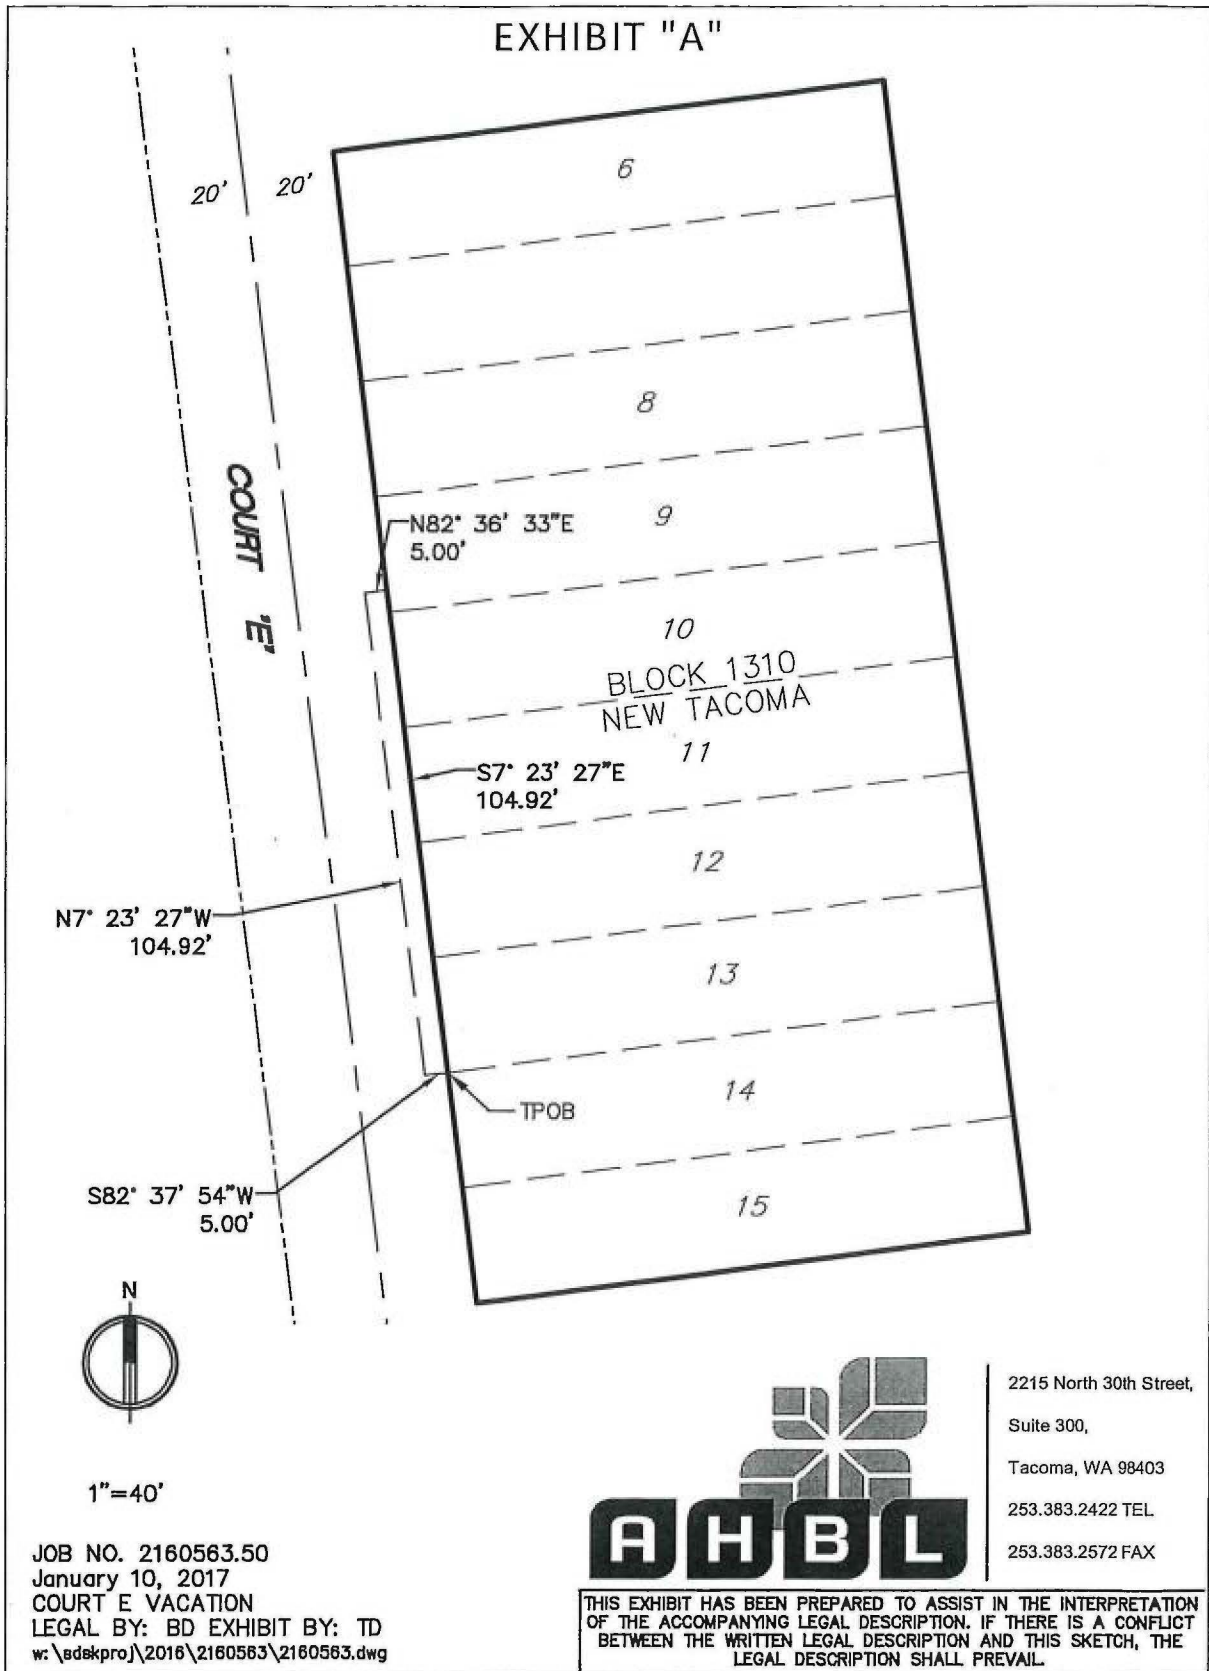 EXHIBIT "A"
20' 20'
6
8
COURT 'E'
9
N82° 36' 33"E
5.00'
10
BLOCK 1310
NEW TACOMA
11
S7° 23' 27"E
104.92'
12
N7° 23' 27"W
104.92'
13
14
TPOB
S82° 37' 54"W
5.00'
15
N
1"=40'
JOB NO. 2160563.50
January 10, 2017
COURT E VACATION
LEGAL BY: BD EXHIBIT BY: TD
w:\sdskproj\2016\2160563\2160563.dwg
AHBL
2215 North 30th Street,
Suite 300,
Tacoma, WA 98403
253.383.2422 TEL
253.383.2572 FAX
THIS EXHIBIT HAS BEEN PREPARED TO ASSIST IN THE INTERPRETATION
OF THE ACCOMPANYING LEGAL DESCRIPTION. IF THERE IS A CONFLICT
BETWEEN THE WRITTEN LEGAL DESCRIPTION AND THIS SKETCH, THE
LEGAL DESCRIPTION SHALL PREVAIL.